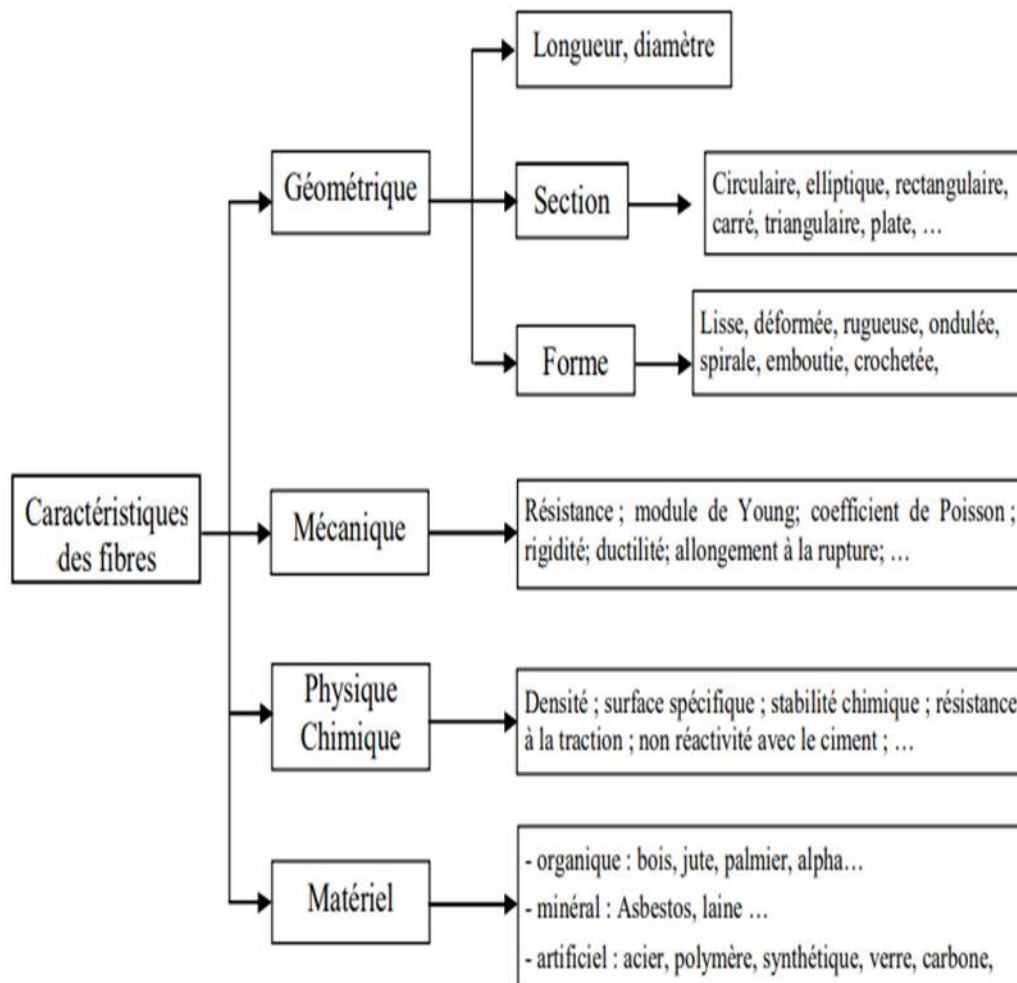 Longueur, diamètre
Géométrique
Section
Circulaire, elliptique, rectangulaire,
carré, triangulaire, plate, …
Forme
Lisse, déformée, rugueuse, ondulée,
spirale, emboutie, crochetée,
Caractéristiques
des fibres
Mécanique
Résistance ; module de Young; coefficient de Poisson ;
rigidité; ductilité; allongement à la rupture; …
Physique
Chimique
Densité ; surface spécifique ; stabilité chimique ; résistance
à la traction ; non réactivité avec le ciment ; …
Matériel
- organique : bois, jute, palmier, alpha…
- minéral : Asbestos, laine …
- artificiel : acier, polymère, synthétique, verre, carbone,